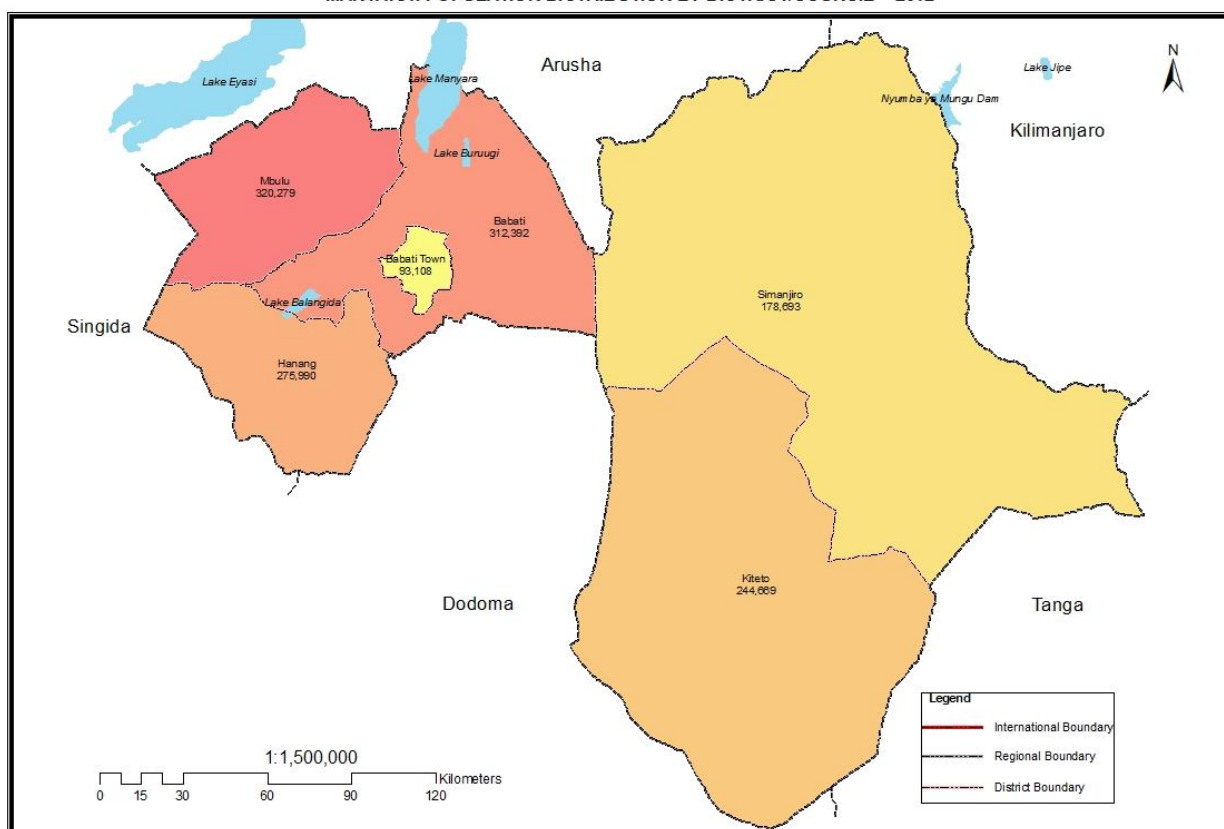 Lake Eyasi
Lake Manyara
Arusha
N
Lake Jipe
Nyumba ya Mungu Dam
Kilimanjaro
Lake Buruugi
Mbulu
320,279
Babati
312,392
Babati Town
93,108
Lake Balangida
Simanjiro
178,693
Singida
Hanang
275,990
Kiteto
244,669
Dodoma
Tanga
Legend
International Boundary
Regional Boundary
District Boundary
1:1,500,000
Kilometers
0 15 30 60 90 120